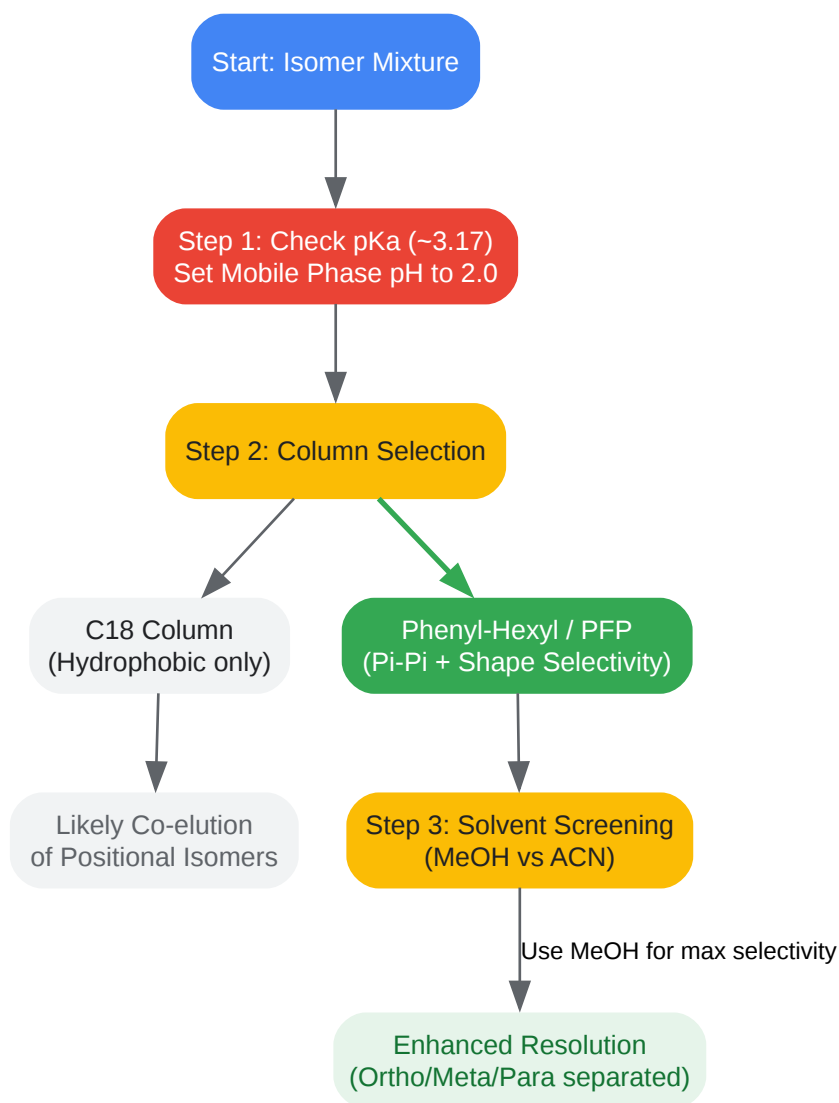 Start: Isomer Mixture
Step 1: Check pKa (~3.17)
Set Mobile Phase pH to 2.0
Step 2: Column Selection
C18 Column
(Hydrophobic only)
Phenyl-Hexyl / PFP
(Pi-Pi + Shape Selectivity)
Likely Co-elution
of Positional Isomers
Step 3: Solvent Screening
(MeOH vs ACN)
Use MeOH for max selectivity
Enhanced Resolution
(Ortho/Meta/Para separated)